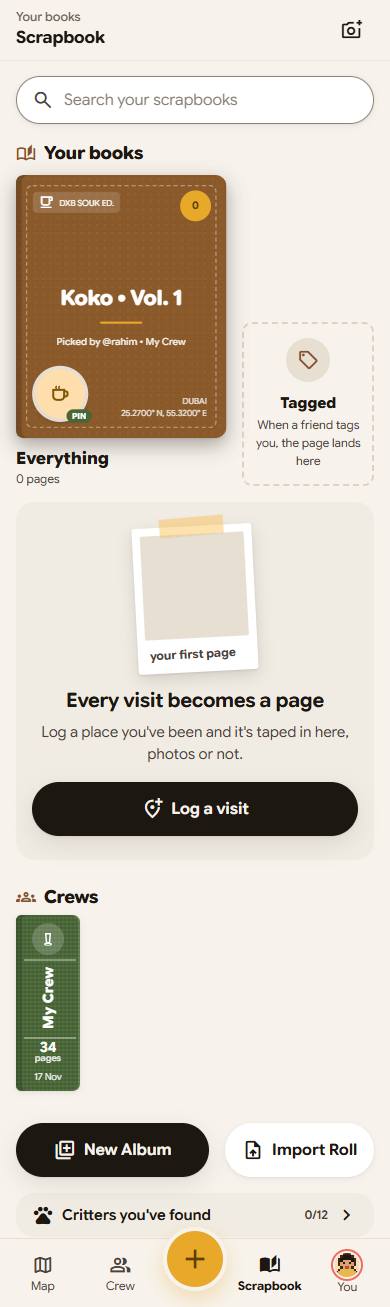 Your books
Scrapbook
Search your scrapbooks
Your books
DXB SOUK ED.
0
Koko • Vol. 1
Picked by @rahim • My Crew
PIN
DUBAI
25.2700° N, 55.3200° E
Everything
0 pages
Tagged
When a friend tags
you, the page lands
here
your first page
Every visit becomes a page
Log a place you've been and it's taped in here,
photos or not.
Log a visit
Crews
My Crew
34
pages
17 Nov
New Album
Import Roll
Critters you've found
0/12
Map
Crew
Scrapbook
You